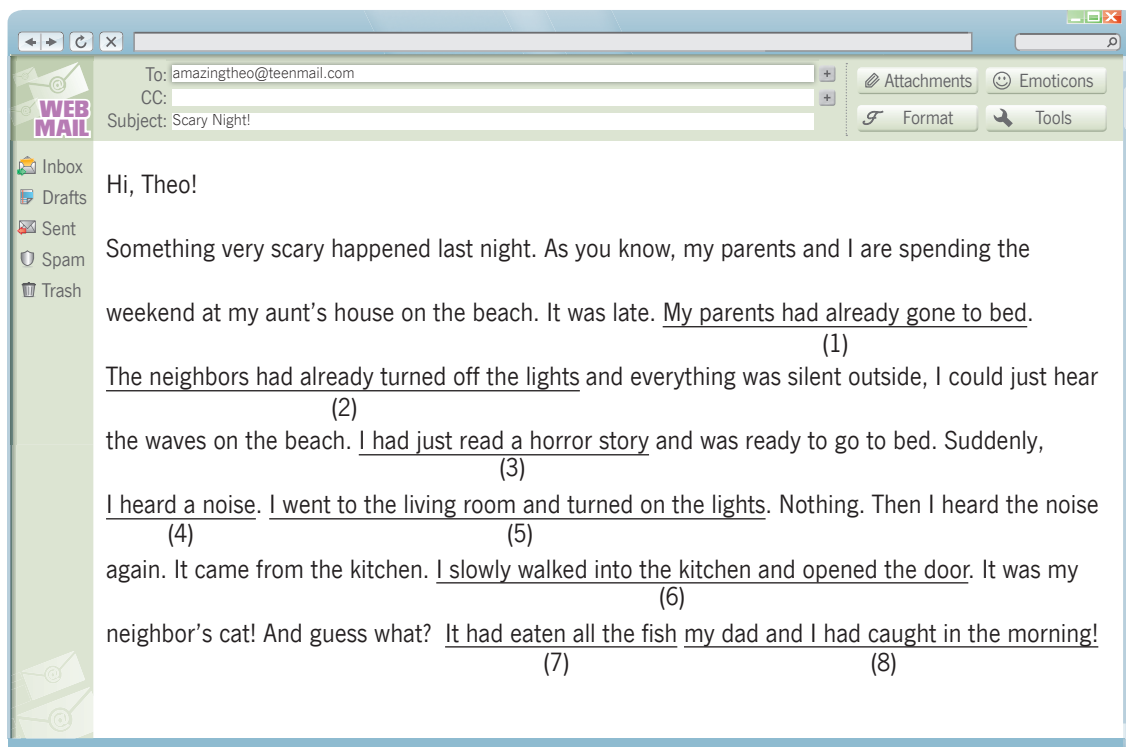 To: amazingtheo@teenmail.com
CC:
Subject: Scary Night!
Attachments
Emoticons
Format
Tools
WEB
MAIL
Inbox
Drafts
Sent
Spam
Trash
Hi, Theo!
Something very scary happened last night. As you know, my parents and I are spending the
weekend at my aunt’s house on the beach. It was late. My parents had already gone to bed.
(1)
The neighbors had already turned off the lights and everything was silent outside, I could just hear
(2)
the waves on the beach. I had just read a horror story and was ready to go to bed. Suddenly,
(3)
I heard a noise. I went to the living room and turned on the lights. Nothing. Then I heard the noise
(4) (5)
again. It came from the kitchen. I slowly walked into the kitchen and opened the door. It was my
(6)
neighbor’s cat! And guess what? It had eaten all the fish my dad and I had caught in the morning!
(7) (8)